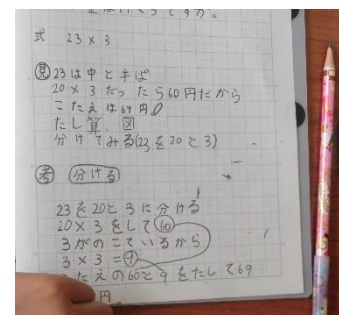 式 23×3
見 23は中と半ぱ
20×3だったら60円だから
こたえは69円
たし算、図
分けてみる(23を20と3)
考 分ける
23を20と3に分ける
20×3をして60
3がのこているから
3×3=9
たえの60と9をたして69
円